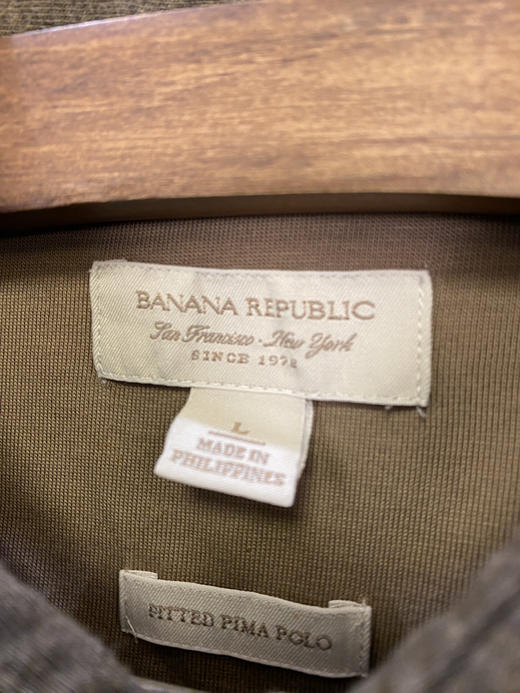 BANANA REPUBLIC
San Francisco · New York
SINCE 1978
L
MADE IN
PHILIPPINES
FITTED PIMA POLO